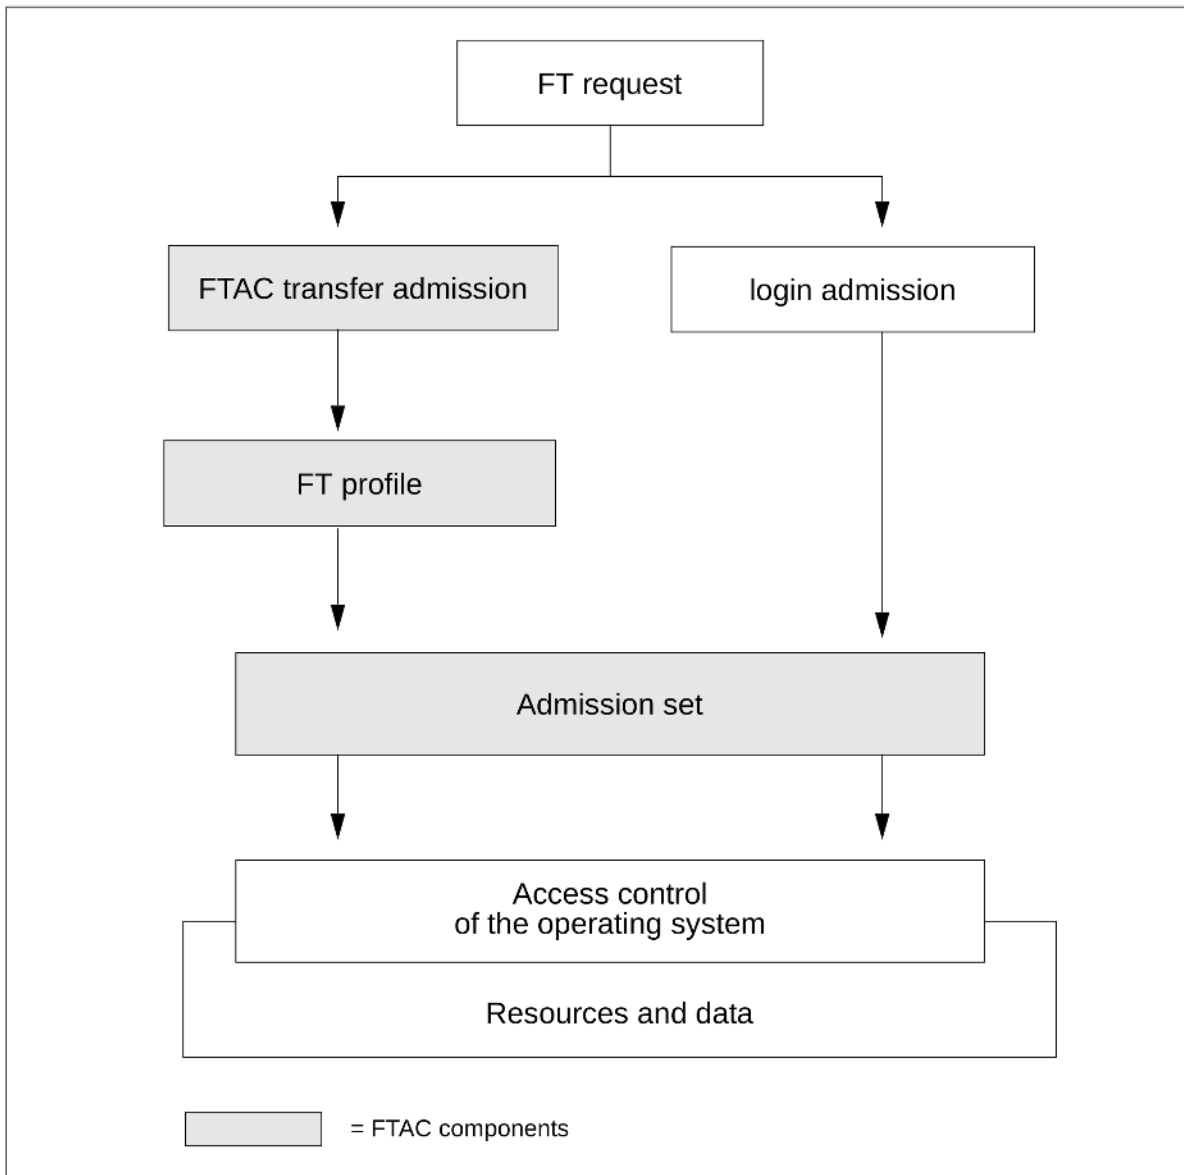 FT request
FTAC transfer admission
login admission
FT profile
Admission set
Access control
of the operating system
Resources and data
= FTAC components